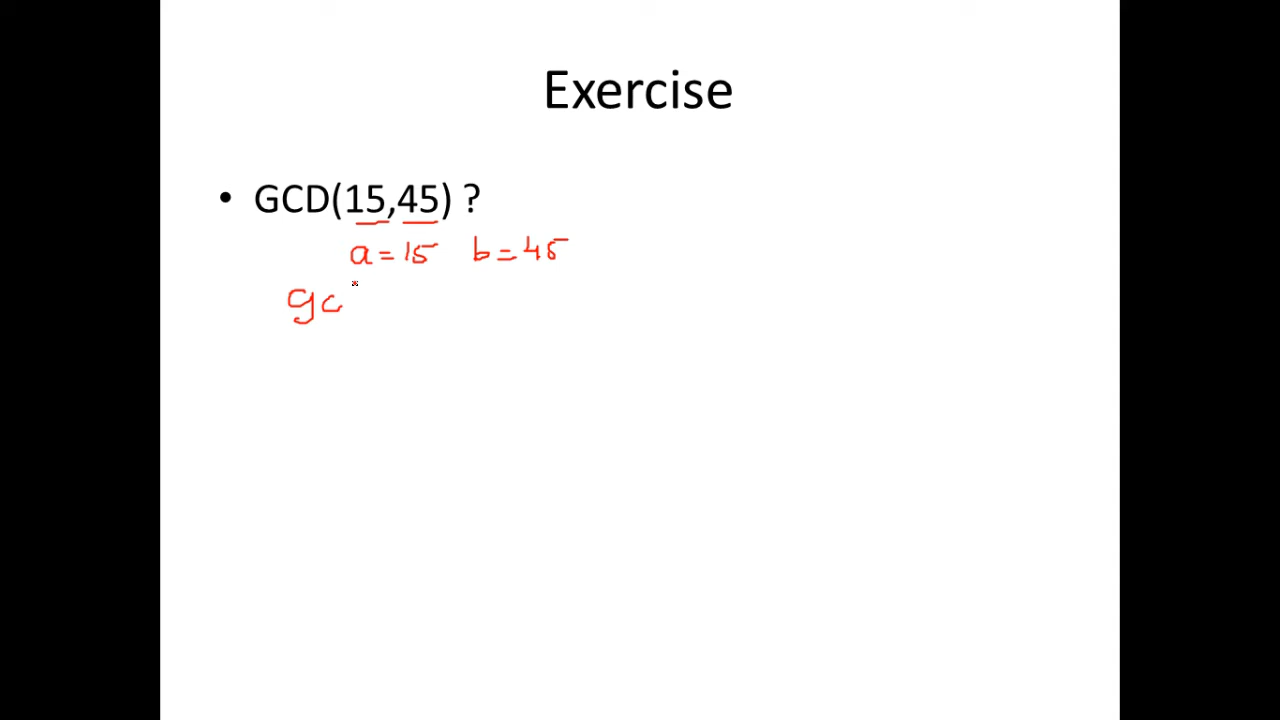 Exercise
• GCD(15,45) ?
a = 15 b = 45
gc